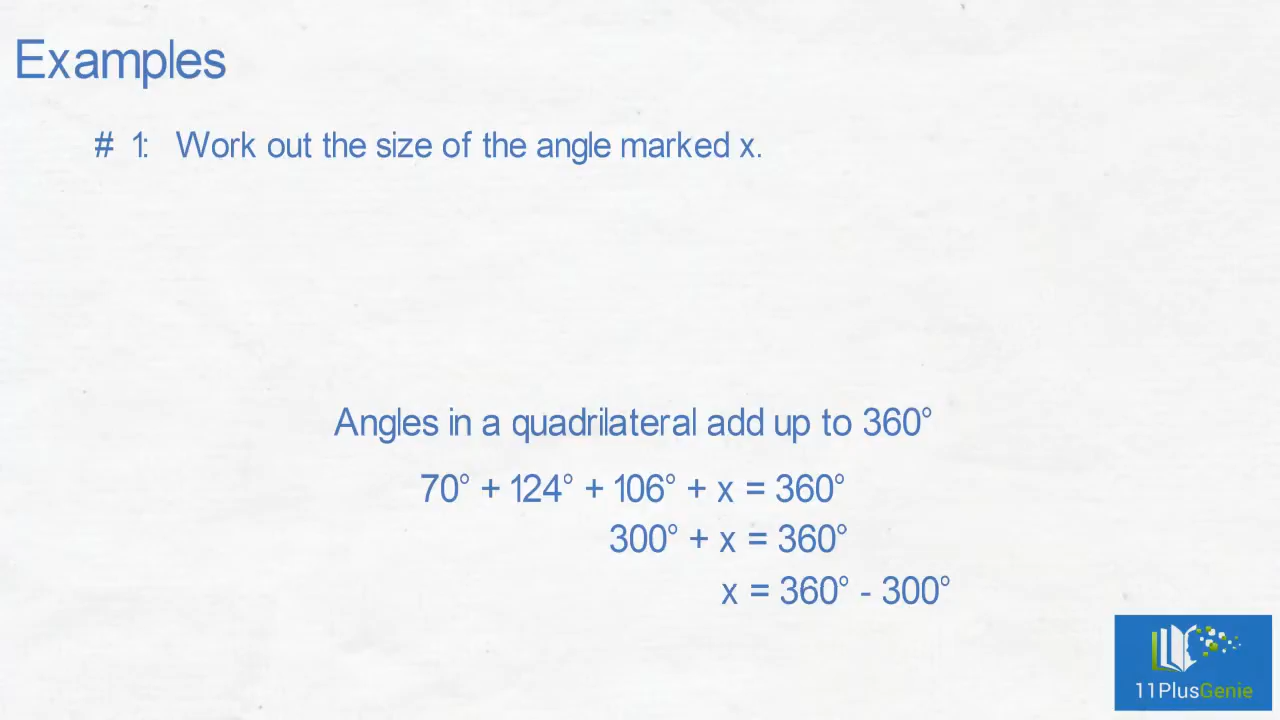 Examples
# 1: Work out the size of the angle marked x.
Angles in a quadrilateral add up to 360°
70° + 124° + 106° + x = 360°
300° + x = 360°
x = 360° - 300°
11PlusGenie